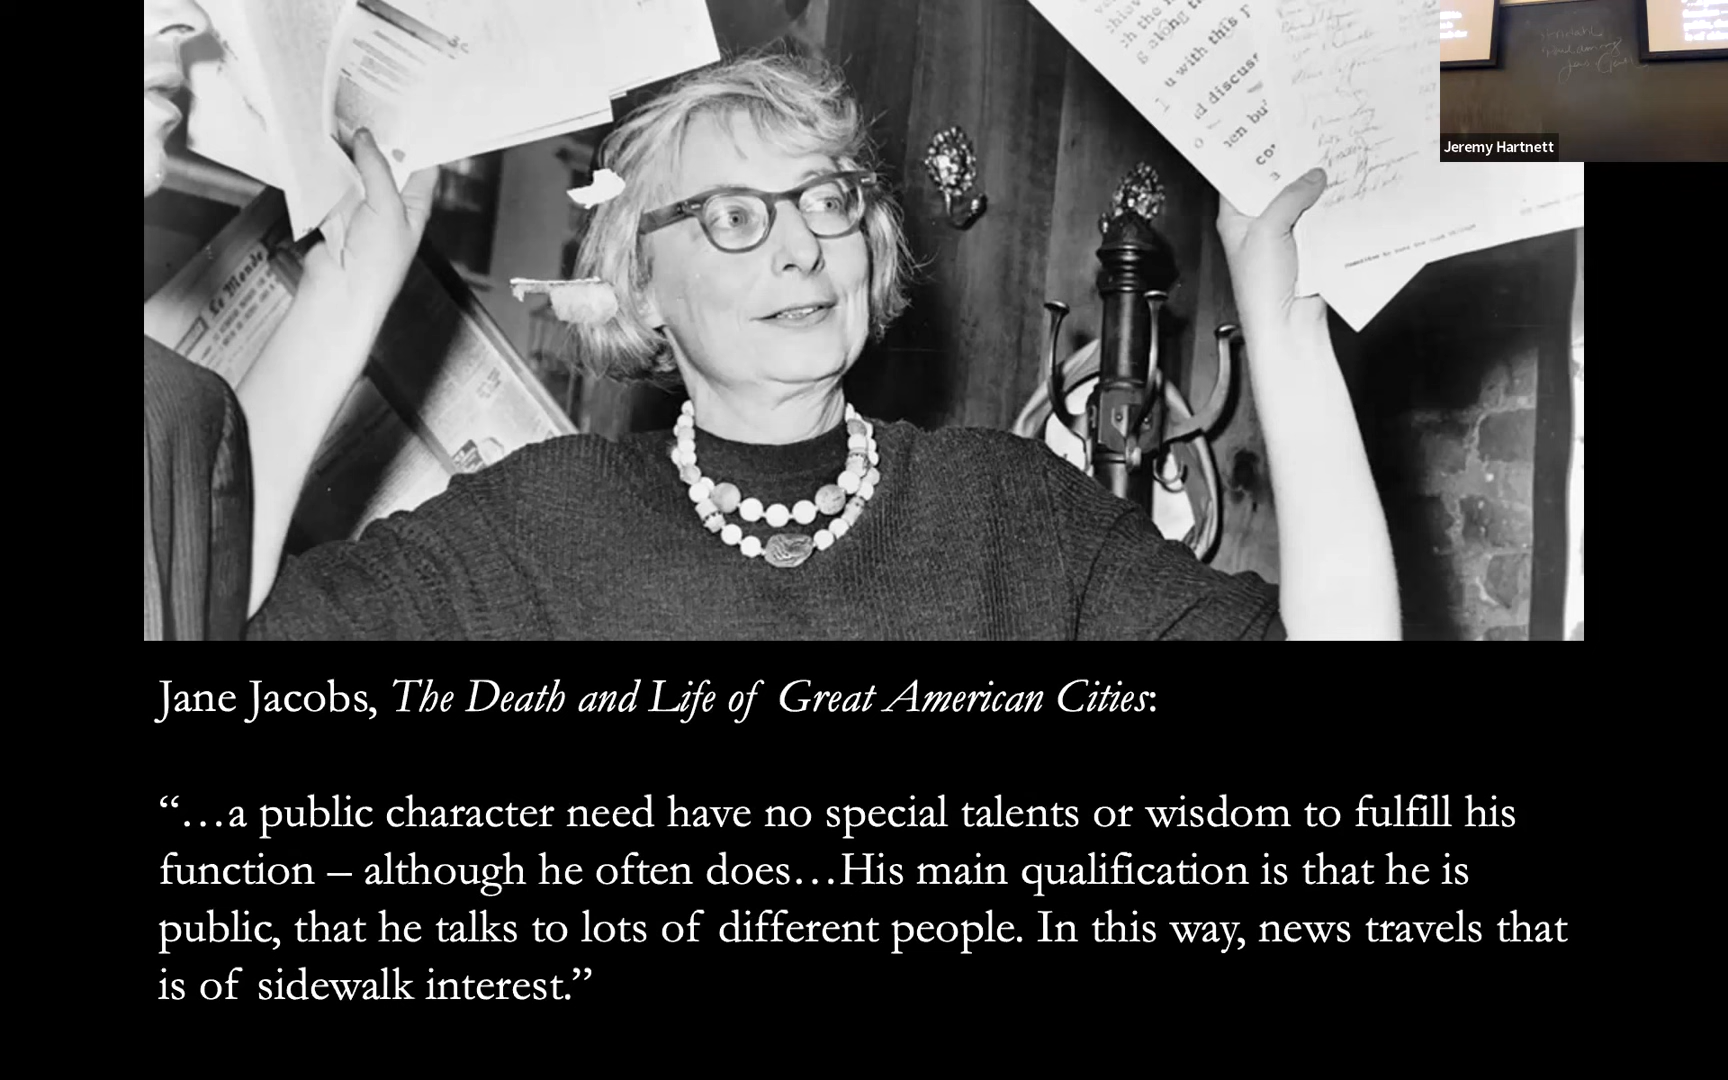 Le Monde
u with this
d discus
Jeremy Hartnett
Jane Jacobs, The Death and Life of Great American Cities:
“…a public character need have no special talents or wisdom to fulfill his
function – although he often does…His main qualification is that he is
public, that he talks to lots of different people. In this way, news travels that
is of sidewalk interest.”